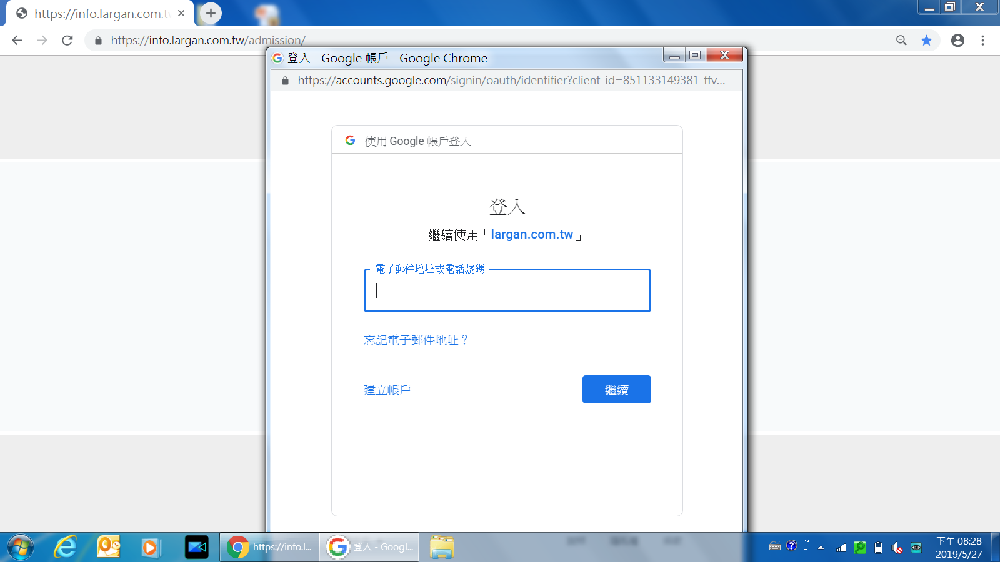 https://info.largan.com.tw
https://info.largan.com.tw/admission/
登入 - Google 帳戶 - Google Chrome
https://accounts.google.com/signin/oauth/identifier?client_id=851133149381-ffv...
使用 Google 帳戶登入
登入
繼續使用「largan.com.tw」
電子郵件地址或電話號碼
忘記電子郵件地址？
建立帳戶
繼續
https://info.l...
登入 - Googl...
下午 08:28
2019/5/27